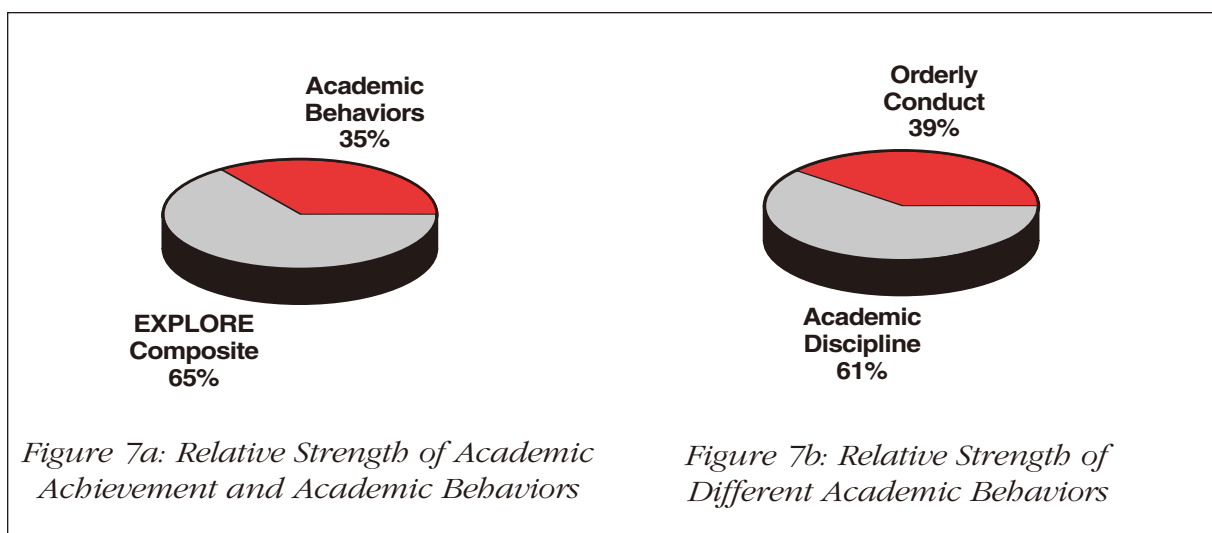 Academic
Behaviors
35%
EXPLORE
Composite
65%
Figure 7a: Relative Strength of Academic
Achievement and Academic Behaviors
Orderly
Conduct
39%
Academic
Discipline
61%
Figure 7b: Relative Strength of
Different Academic Behaviors